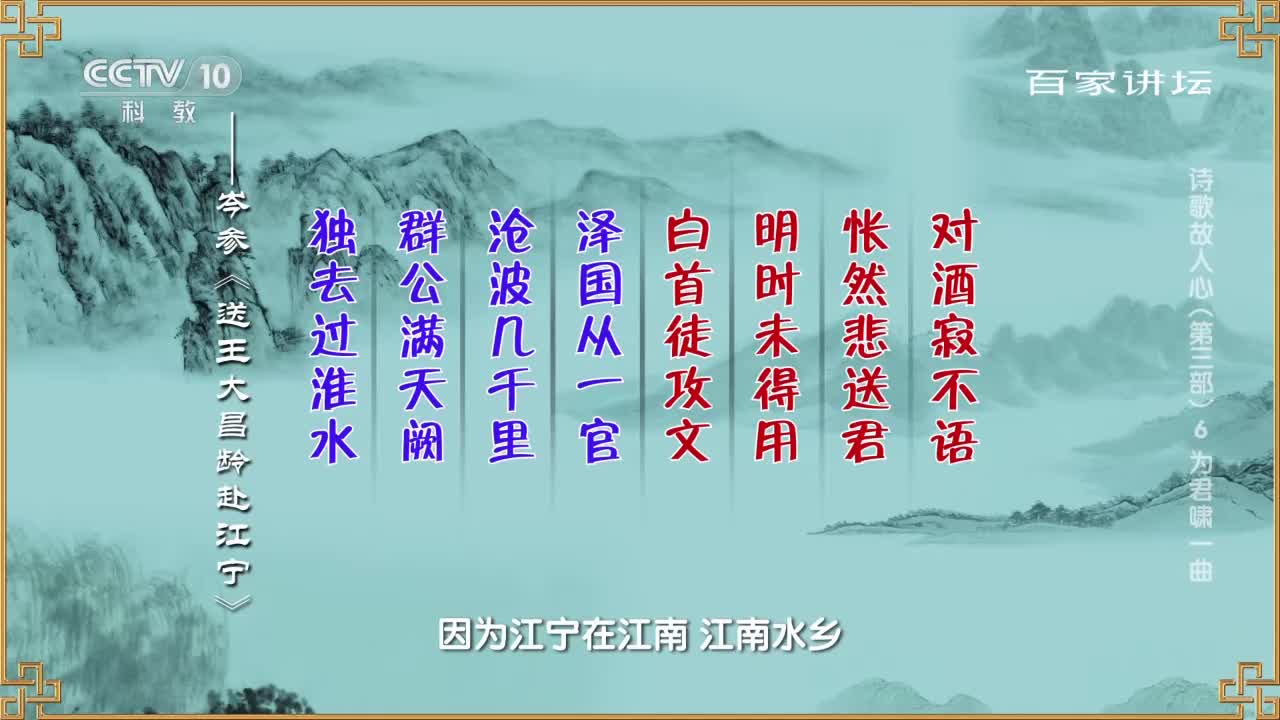 CCTV 10
科教
百家讲坛
诗歌故人心(第三部) 6 为君啸一曲
对酒寂不语
怅然悲送君
明时未得用
白首徒攻文
泽国从一官
沧波几千里
群公满天阙
独去过淮水
——岑参《送王大昌龄赴江宁》
因为江宁在江南 江南水乡